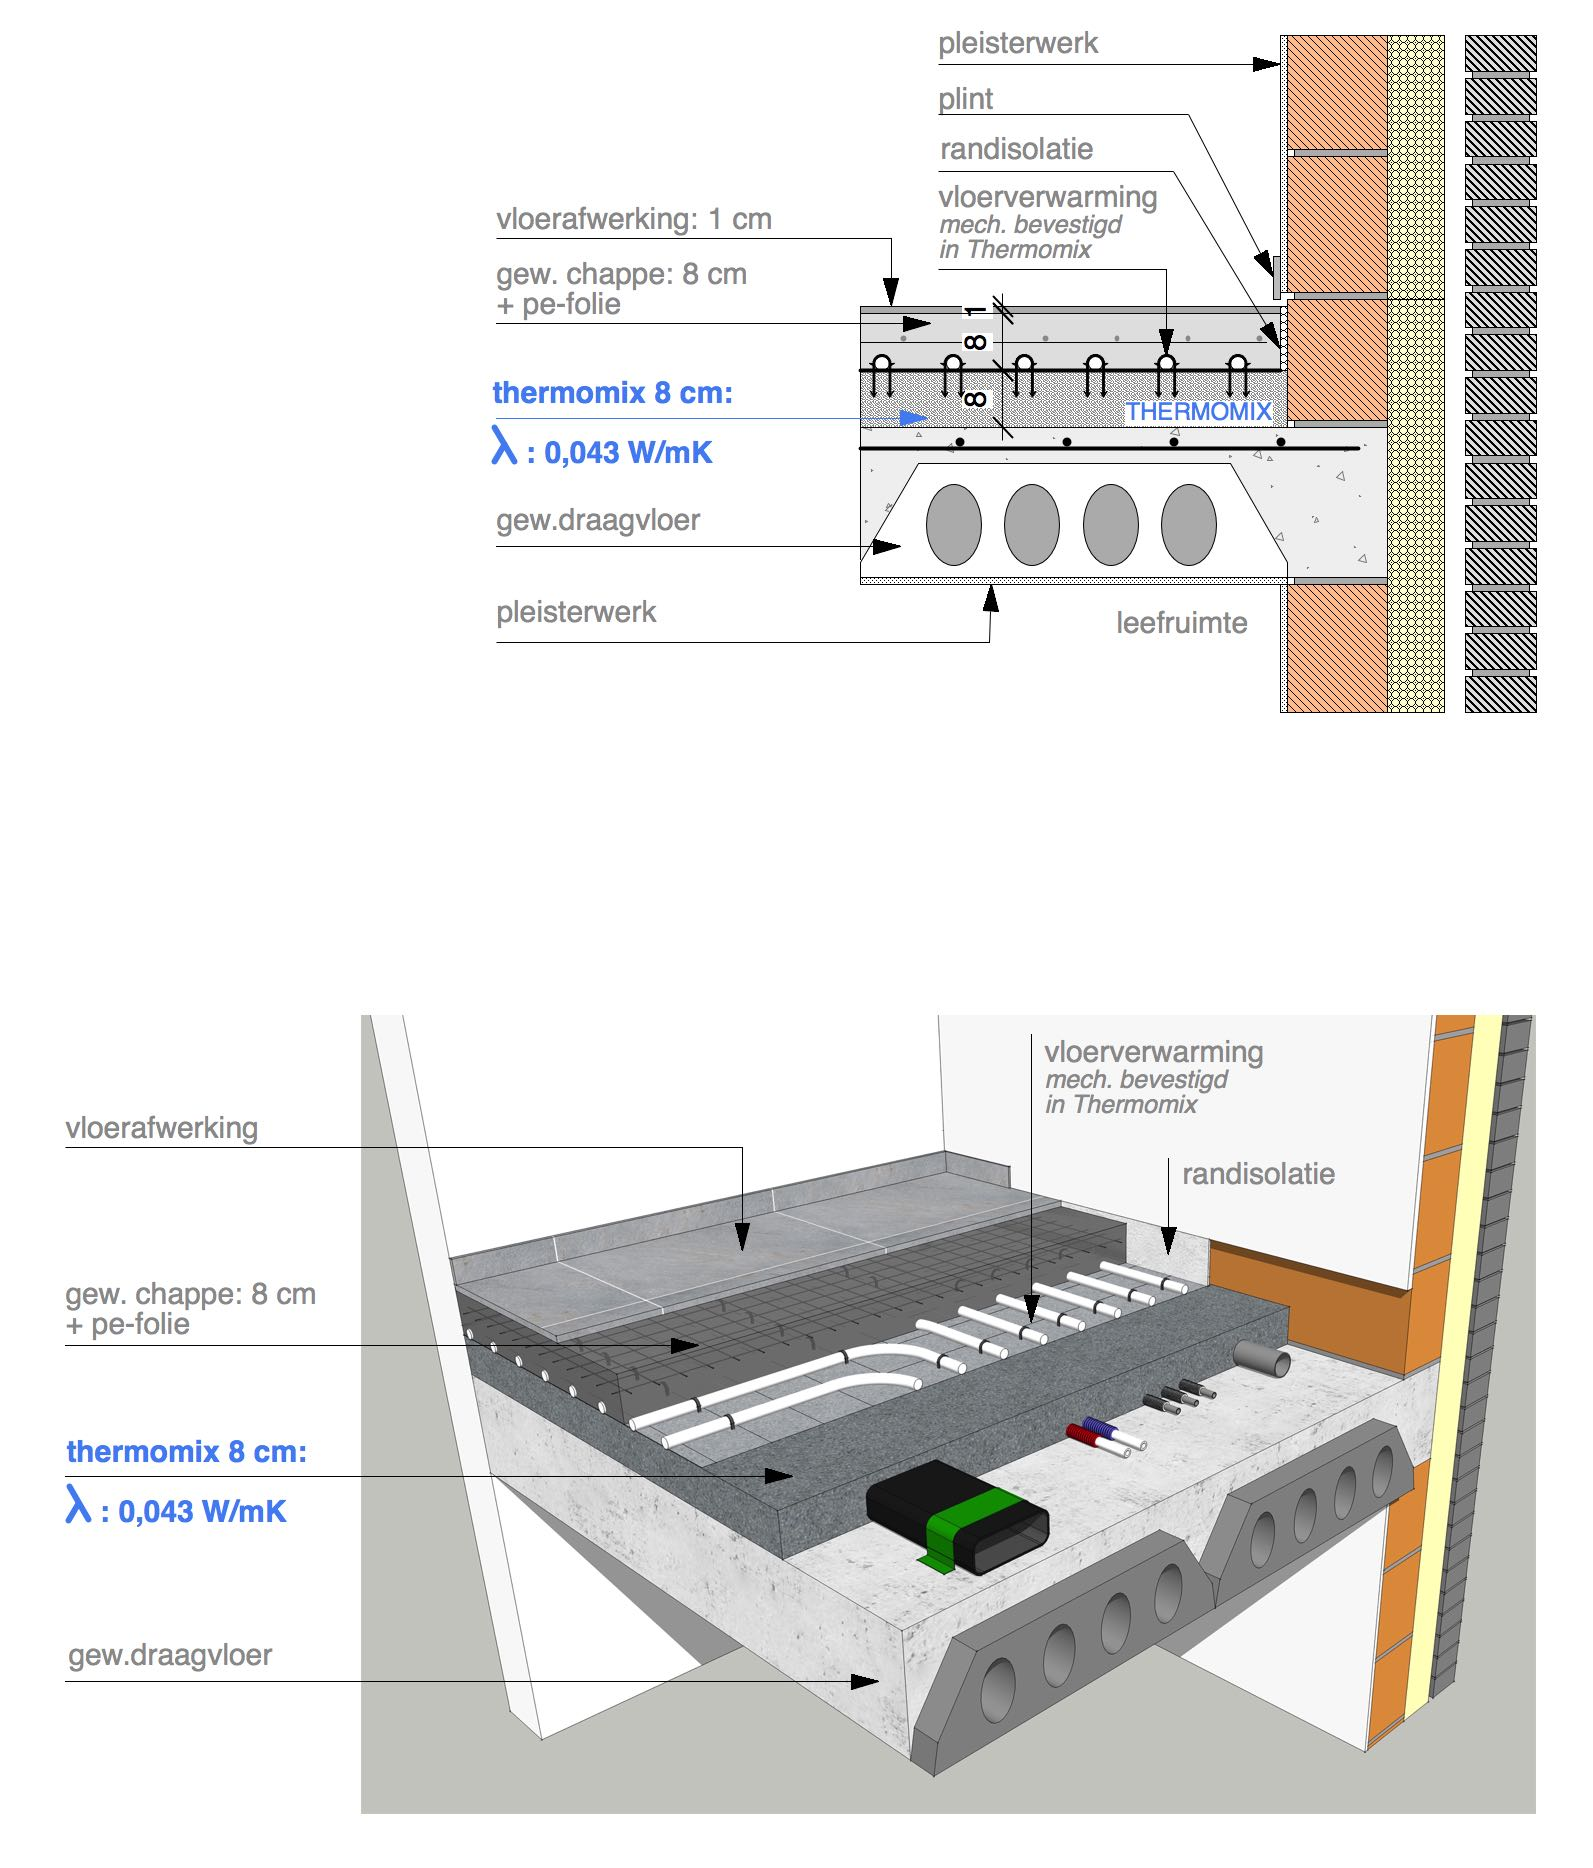 pleisterwerk
plint
randisolatie
vloerverwarming
mech. bevestigd
in Thermomix
vloerafwerking: 1 cm
gew. chappe: 8 cm
+ pe-folie
1
8
thermomix 8 cm:
8
THERMOMIX
λ : 0,043 W/mK
gew.draagvloer
pleisterwerk
leefruimte
vloerverwarming
mech. bevestigd
in Thermomix
vloerafwerking
randisolatie
gew. chappe: 8 cm
+ pe-folie
thermomix 8 cm:
λ : 0,043 W/mK
gew.draagvloer